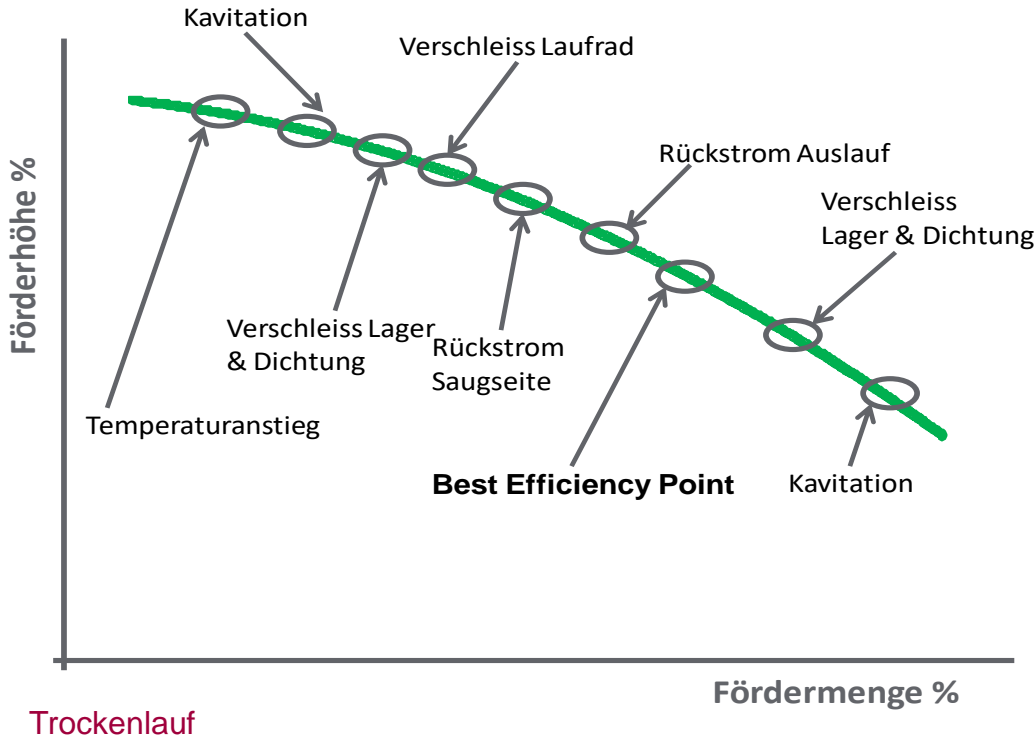 Kavitation
Verschleiss Laufrad
Rückstrom Auslauf
Verschleiss
Lager & Dichtung
Förderhöhe %
Verschleiss Lager
& Dichtung
Rückstrom
Saugseite
Temperaturanstieg
Best Efficiency Point
Kavitation
Fördermenge %
Trockenlauf